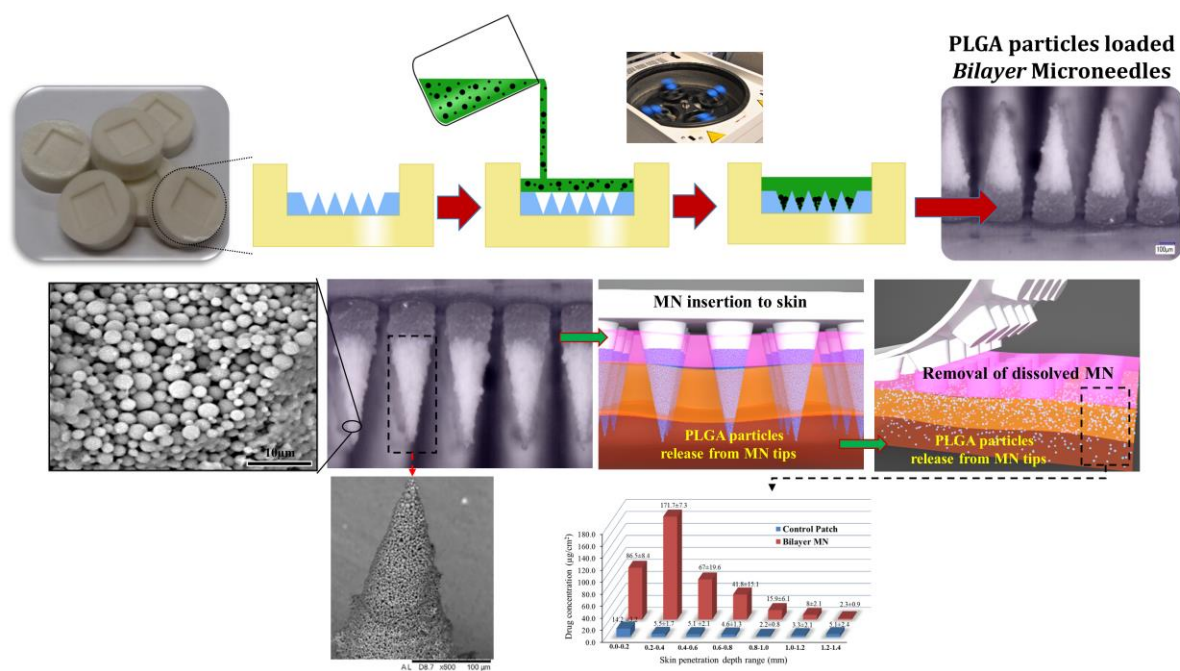 PLGA particles loaded
Bilayer Microneedles
100μm
10μm
MN insertion to skin
PLGA particles
release from MN tips
Removal of dissolved MN
PLGA particles
release from MN tips
A L D8.7 x800 100 μm
Control Patch
Bilayer MN
Drug concentration (μg/cm²)
180.0
160.0
140.0
120.0
100.0
80.0
60.0
40.0
20.0
0.0
86.5±8.4
171.7±7.3
67±19.6
41.8±15.1
15.9±6.1
8±2.1
2.3±0.9
5.5±1.7
5.1 ±2.1
4.6±1.3
2.2±0.8
3.3±2.1
5.1±2.4
0.0-0.2
0.2-0.4
0.4-0.6
0.6-0.8
0.8-1.0
1.0-1.2
1.2-1.4
Skin penetration depth range (mm)